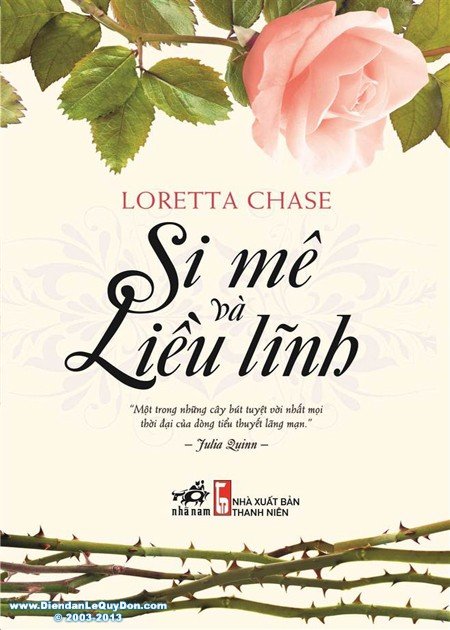 LORETTA CHASE
Si mê
và
Liều lĩnh
“Một trong những cây bút tuyệt vời nhất mọi
thời đại của dòng tiểu thuyết lãng mạn.”
– Julia Quinn –
nhã nam
NHÀ XUẤT BẢN
THANH NIÊN
www.DiendanLeQuyDon.com
© 2003-2013